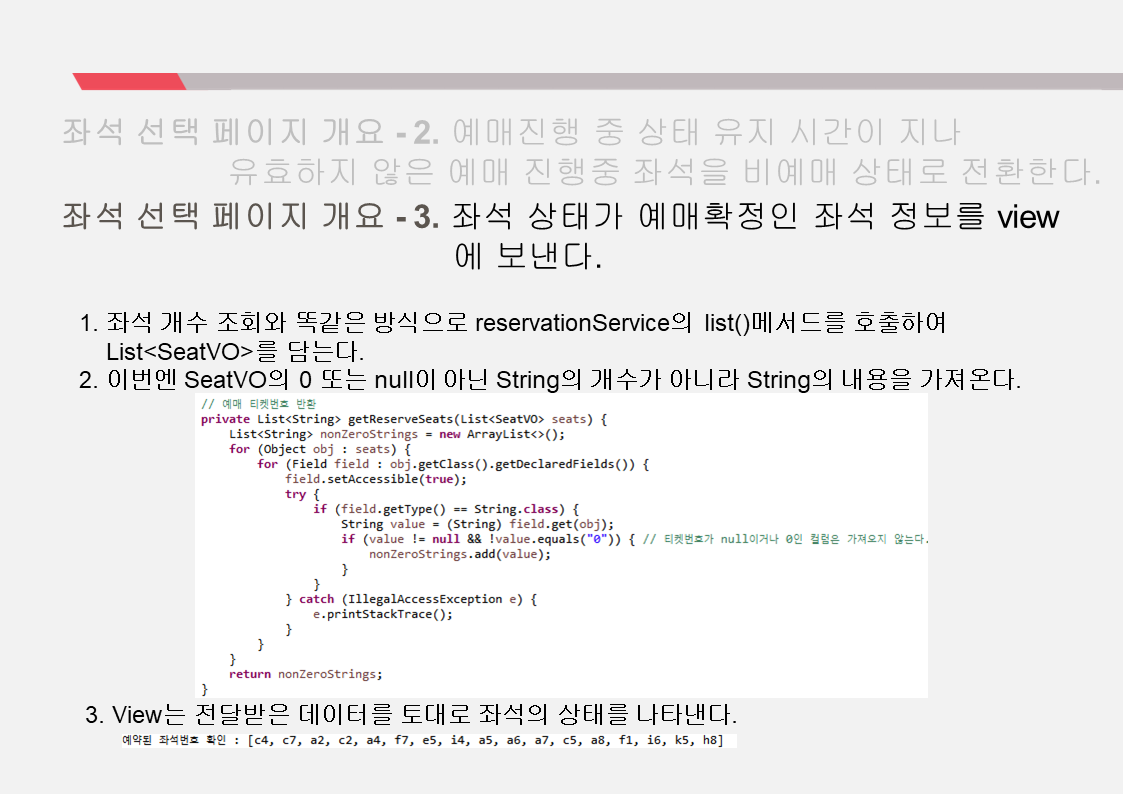 좌석 선택 페이지 개요 - 2. 예매진행 중 상태 유지 시간이 지나
유효하지 않은 예매 진행중 좌석을 비예매 상태로 전환한다.
좌석 선택 페이지 개요 - 3. 좌석 상태가 예매확정인 좌석 정보를 view
에 보낸다.
1. 좌석 개수 조회와 똑같은 방식으로 reservationService의 list()메서드를 호출하여
List<SeatVO>를 담는다.
2. 이번엔 SeatVO의 0 또는 null이 아닌 String의 개수가 아니라 String의 내용을 가져온다.
// 예매 티켓번호 반환
private List<String> getReserveSeats(List<SeatVO> seats) {
List<String> nonZeroStrings = new ArrayList<>();
for (Object obj : seats) {
for (Field field : obj.getClass().getDeclaredFields()) {
field.setAccessible(true);
try {
if (field.getType() == String.class) {
String value = (String) field.get(obj);
if (value != null && !value.equals("0")) { // 티켓번호가 null이거나 0인 컬럼은 가져오지 않는다.
nonZeroStrings.add(value);
}
}
} catch (IllegalAccessException e) {
e.printStackTrace();
}
}
}
return nonZeroStrings;
}
3. View는 전달받은 데이터를 토대로 좌석의 상태를 나타낸다.
예약된 좌석번호 확인 : [c4, c7, a2, c2, a4, f7, e5, i4, a5, a6, a7, c5, a8, f1, i6, k5, h8]